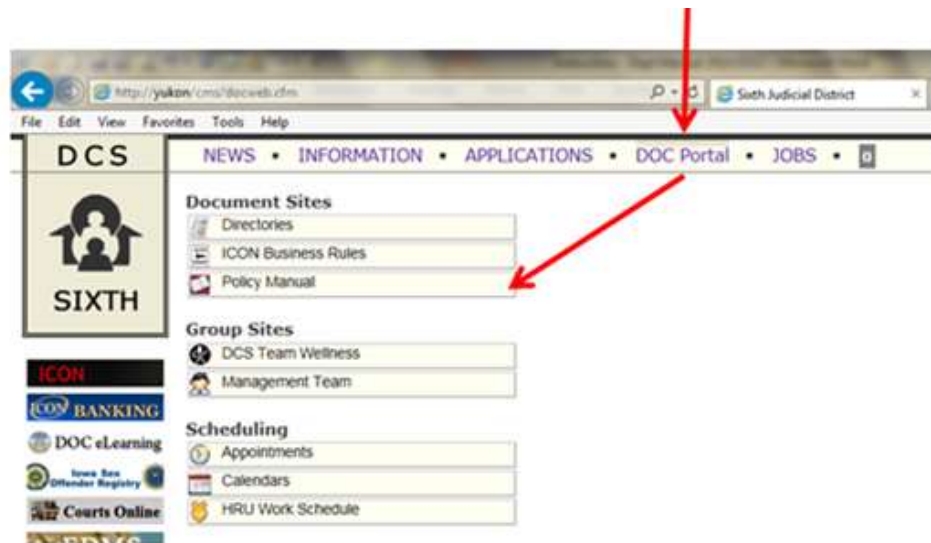 http://yukon/cms/docweb.cfm
Sixth Judicial District
File Edit View Favorites Tools Help
DCS
NEWS • INFORMATION • APPLICATIONS • DOC Portal • JOBS •
SIXTH
Document Sites
Directories
ICON Business Rules
Policy Manual
Group Sites
DCS Team Wellness
Management Team
Scheduling
Appointments
Calendars
HRU Work Schedule
ICON
ICON BANKING
DOC eLearning
Iowa Sex
Offender Registry
Courts Online
EDMS